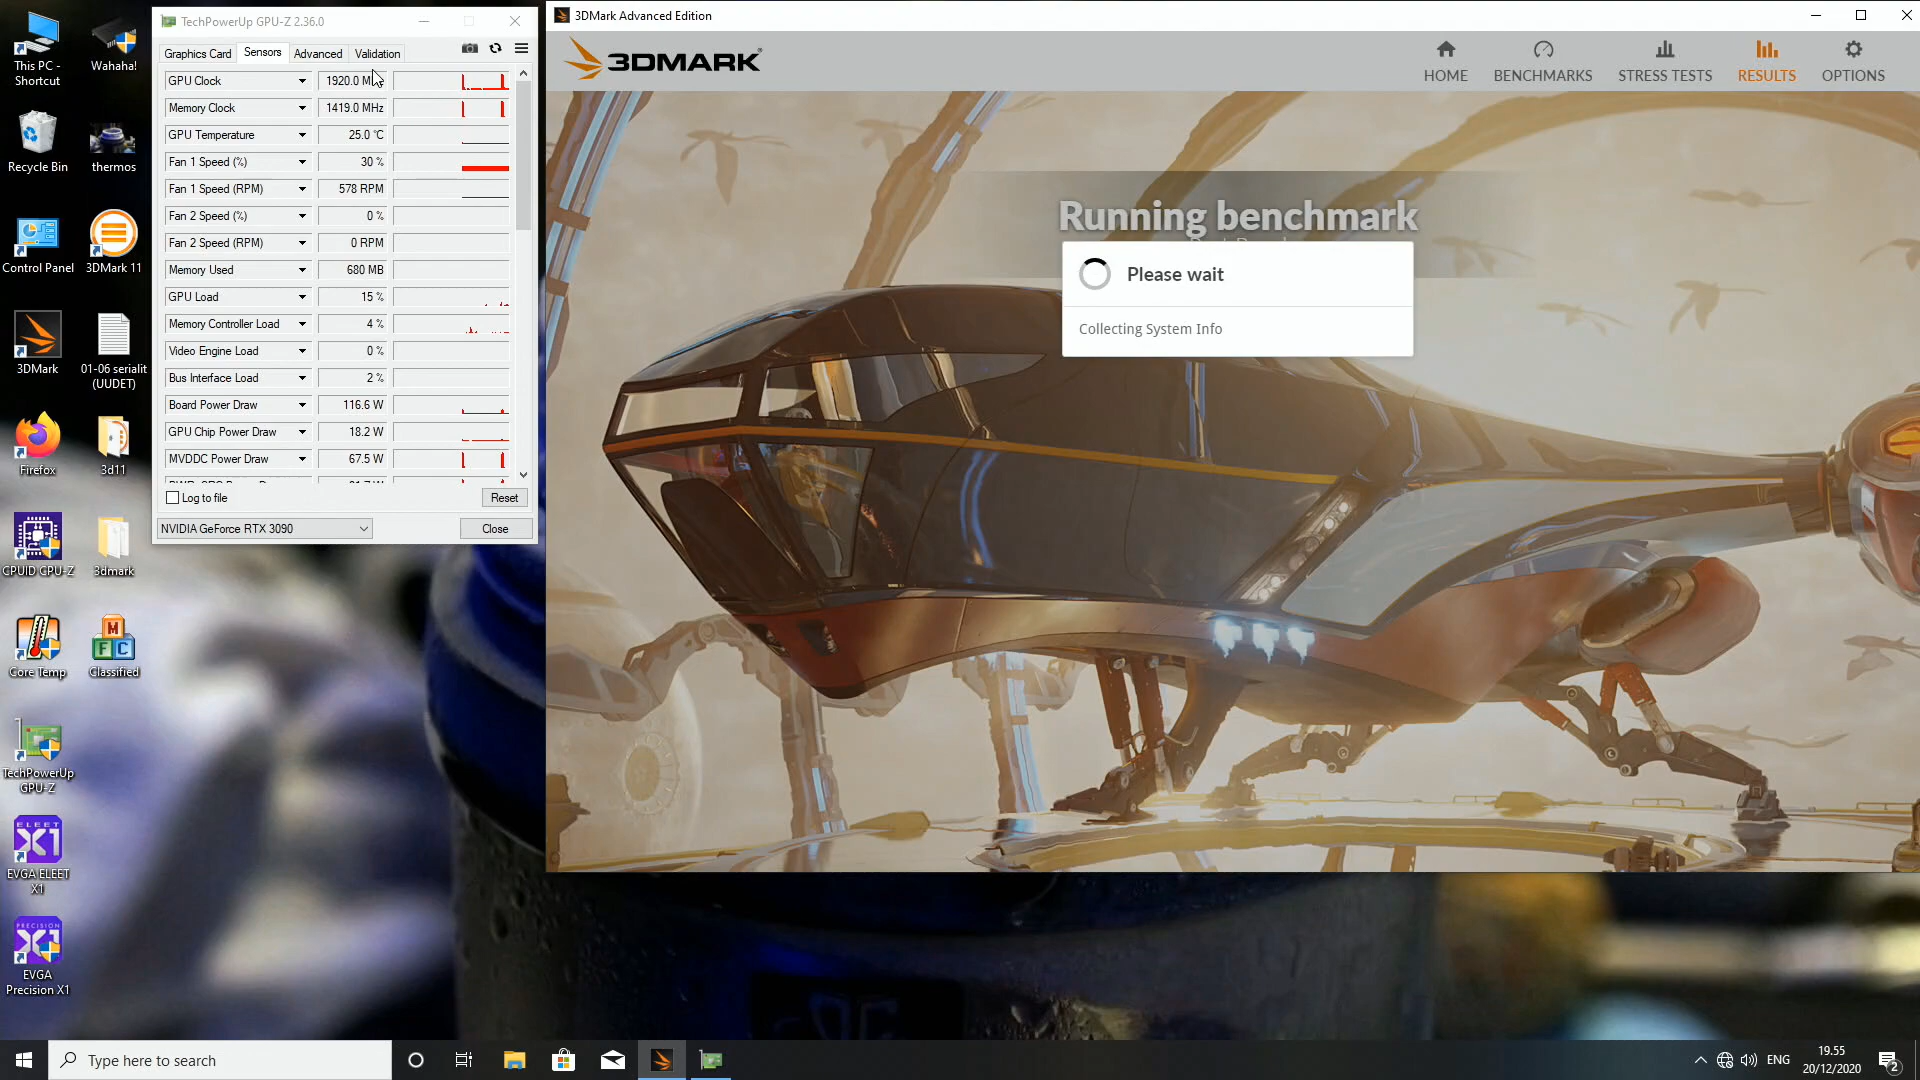 This PC -
Shortcut
Wahaha!
Recycle Bin
thermos
Control Panel
3DMark 11
3DMark
01-06 serialit
(UUDET)
Firefox
3d11
CPUID CPU-Z
3dmark
Core Temp
M
F C
Classified
TechPowerUp
GPU-Z
ELEET
X1
EVGA ELEET
X1
PRECISION
X1
EVGA
Precision X1
TechPowerUp GPU-Z 2.36.0
Graphics Card
Sensors
Advanced
Validation
GPU Clock 1920.0
Memory Clock 1419.0 MHz
GPU Temperature 25.0 °C
Fan 1 Speed (%) 30 %
Fan 1 Speed (RPM) 578 RPM
Fan 2 Speed (%) 0 %
Fan 2 Speed (RPM) 0 RPM
Memory Used 680 MB
GPU Load 15 %
Memory Controller Load 4 %
Video Engine Load 0 %
Bus Interface Load 2 %
Board Power Draw 116.6 W
GPU Chip Power Draw 18.2 W
MVDDC Power Draw 67.5 W
Log to file
Reset
NVIDIA GeForce RTX 3090
Close
3DMark Advanced Edition
3DMARK
HOME
BENCHMARKS
STRESS TESTS
RESULTS
OPTIONS
Running benchmark
Please wait
Collecting System Info
Type here to search
ENG
19.55
20/12/2020
2